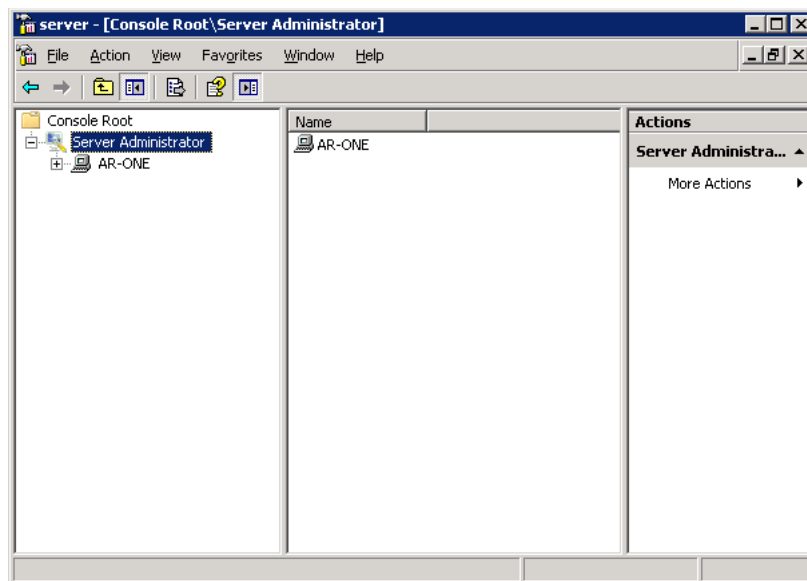 server - [Console Root\Server Administrator]
File Action View Favorites Window Help
Console Root
Server Administrator
AR-ONE
Name
AR-ONE
Actions
Server Administra...
More Actions